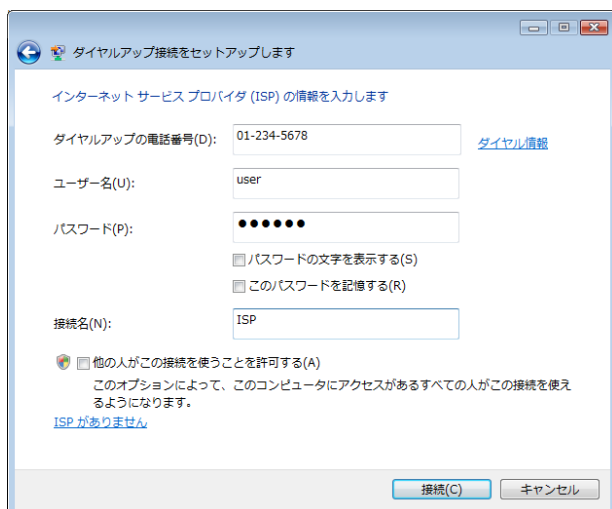 ダイヤルアップ接続をセットアップします
インターネット サービス プロバイダ (ISP) の情報を入力します
ダイヤルアップの電話番号(D): 01-234-5678 ダイヤル情報
ユーザー名(U): user
パスワード(P): ●●●●●●
パスワードの文字を表示する(S)
このパスワードを記憶する(R)
接続名(N): ISP
他の人がこの接続を使うことを許可する(A)
このオプションによって、このコンピュータにアクセスがあるすべての人がこの接続を使え
るようになります。
ISP がありません
接続(C) キャンセル